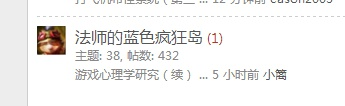 法师的蓝色疯狂岛 (1)
主题: 38, 帖数: 432
游戏心理学研究（续） ... 5 小时前 小篱